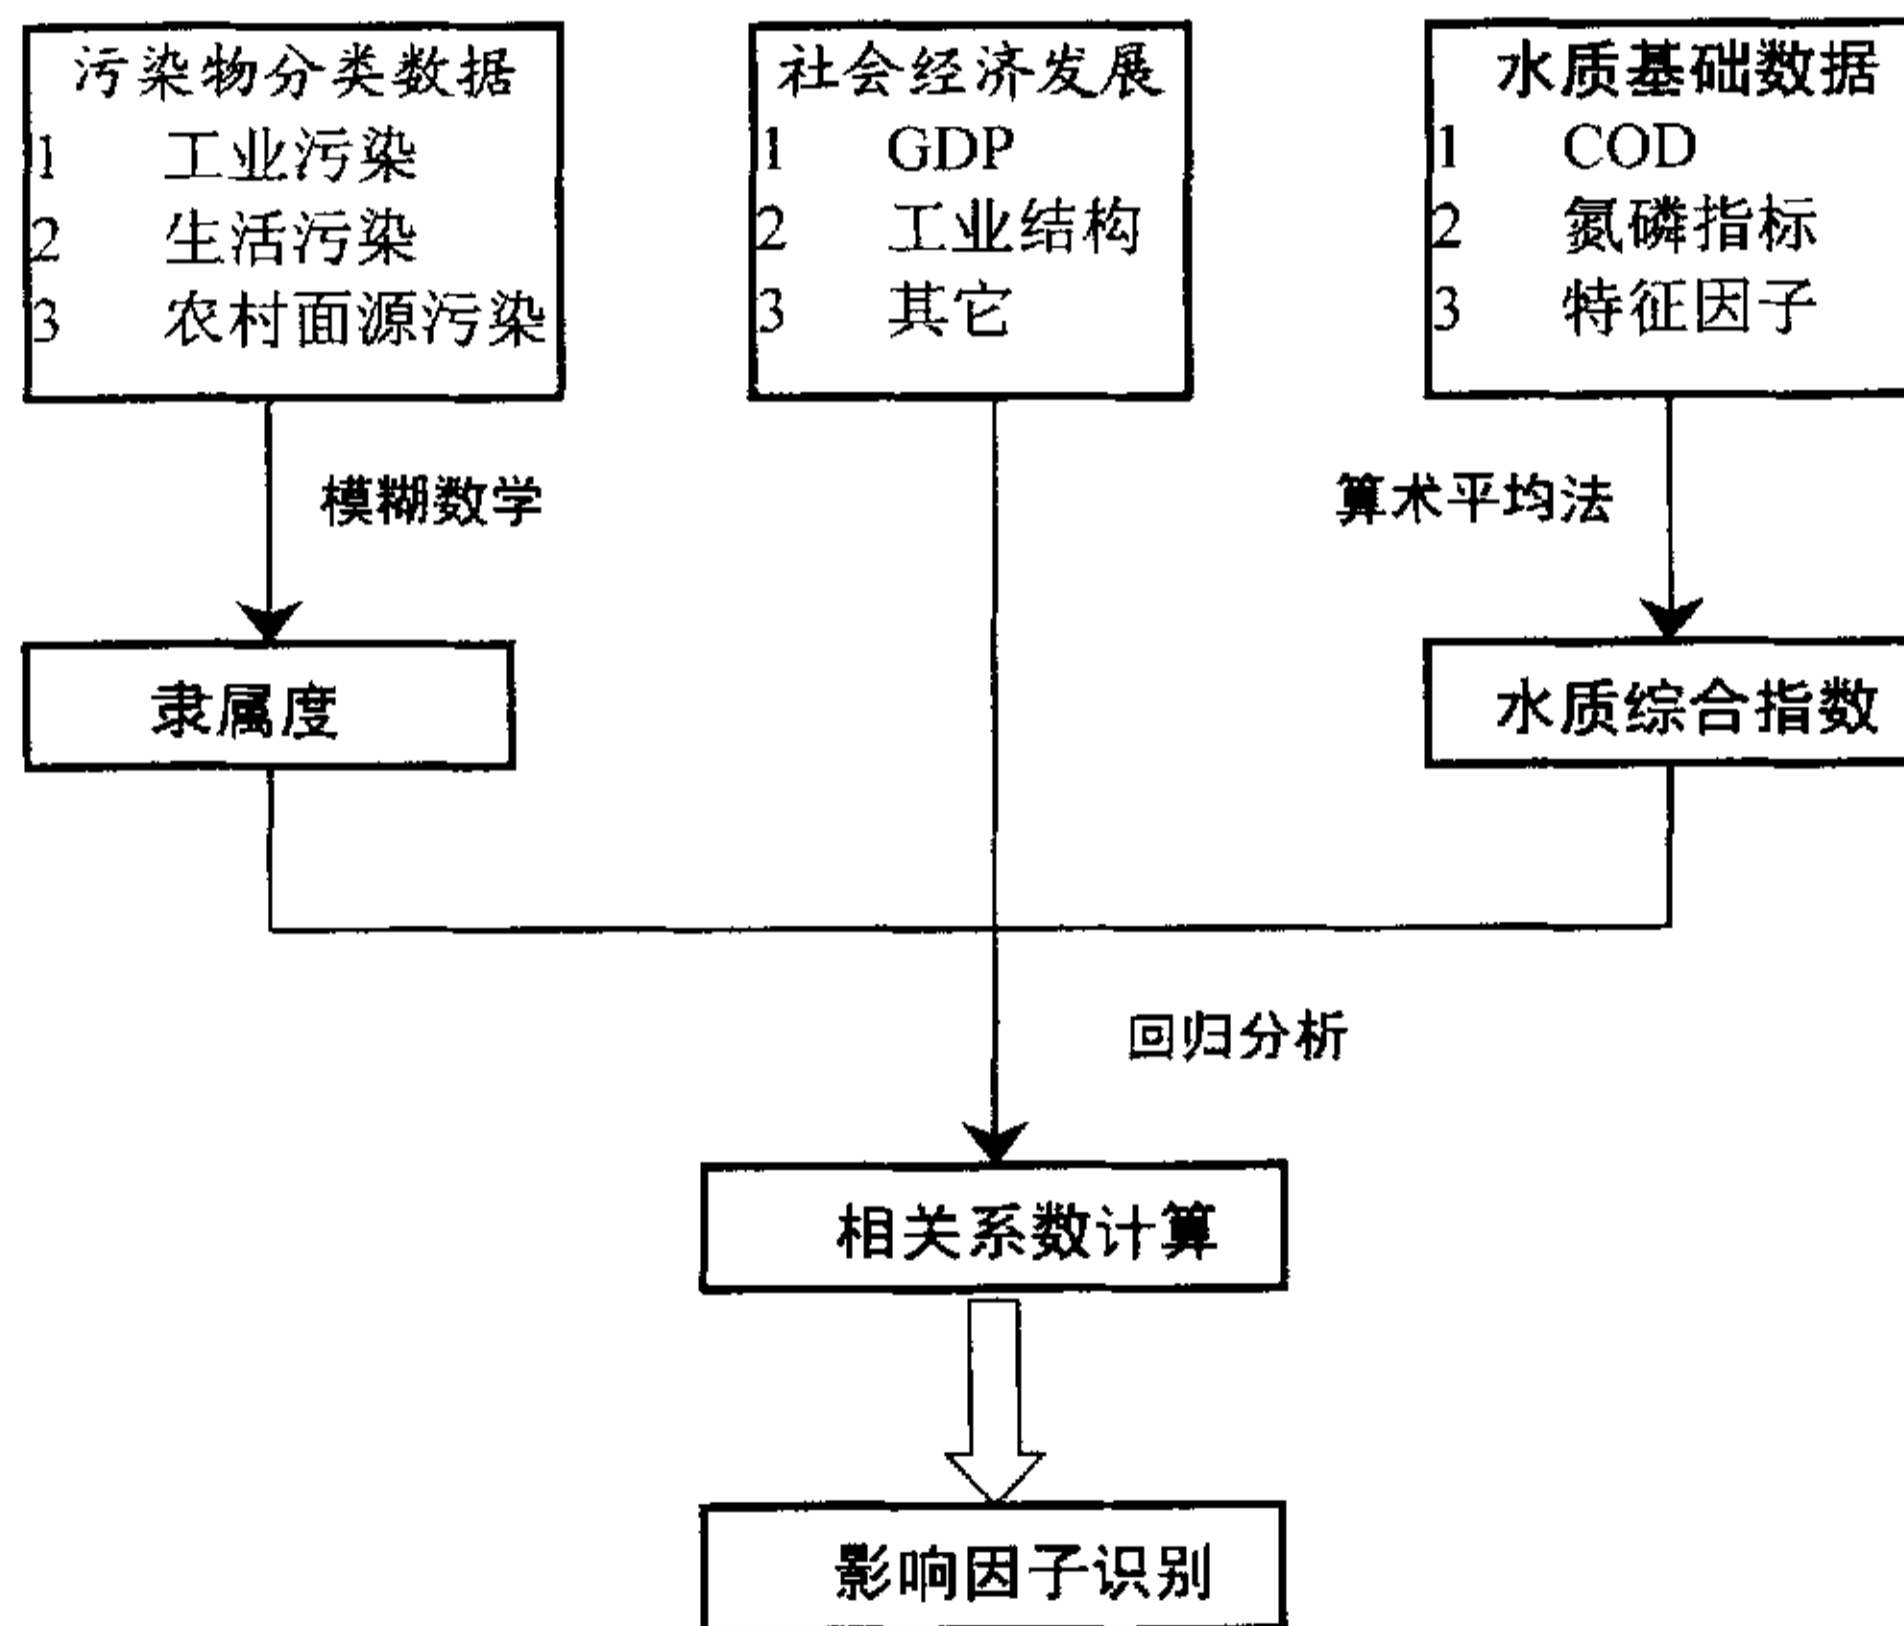 污染物分类数据
1 工业污染
2 生活污染
3 农村面源污染
社会经济发展
1 GDP
2 工业结构
3 其它
水质基础数据
1 COD
2 氮磷指标
3 特征因子
模糊数学
算术平均法
隶属度
水质综合指数
回归分析
相关系数计算
影响因子识别